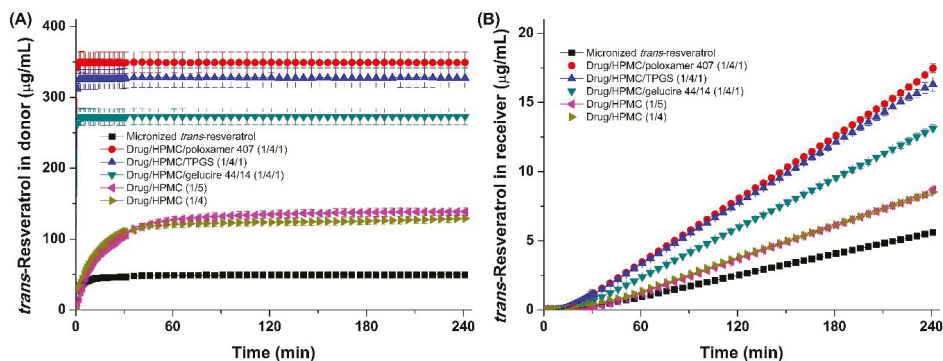 (A)
trans-Resveratrol in donor (µg/mL)
400
350
300
250
200
150
100
50
0
Micronized trans-resveratrol
Drug/HPMC/poloxamer 407 (1/4/1)
Drug/HPMC/TPGS (1/4/1)
Drug/HPMC/gelucire 44/14 (1/4/1)
Drug/HPMC (1/5)
Drug/HPMC (1/4)
0 60 120 180 240
Time (min)
(B)
trans-Resveratrol in receiver (µg/mL)
20
15
10
5
0
Micronized trans-resveratrol
Drug/HPMC/poloxamer 407 (1/4/1)
Drug/HPMC/TPGS (1/4/1)
Drug/HPMC/gelucire 44/14 (1/4/1)
Drug/HPMC (1/5)
Drug/HPMC (1/4)
0 60 120 180 240
Time (min)